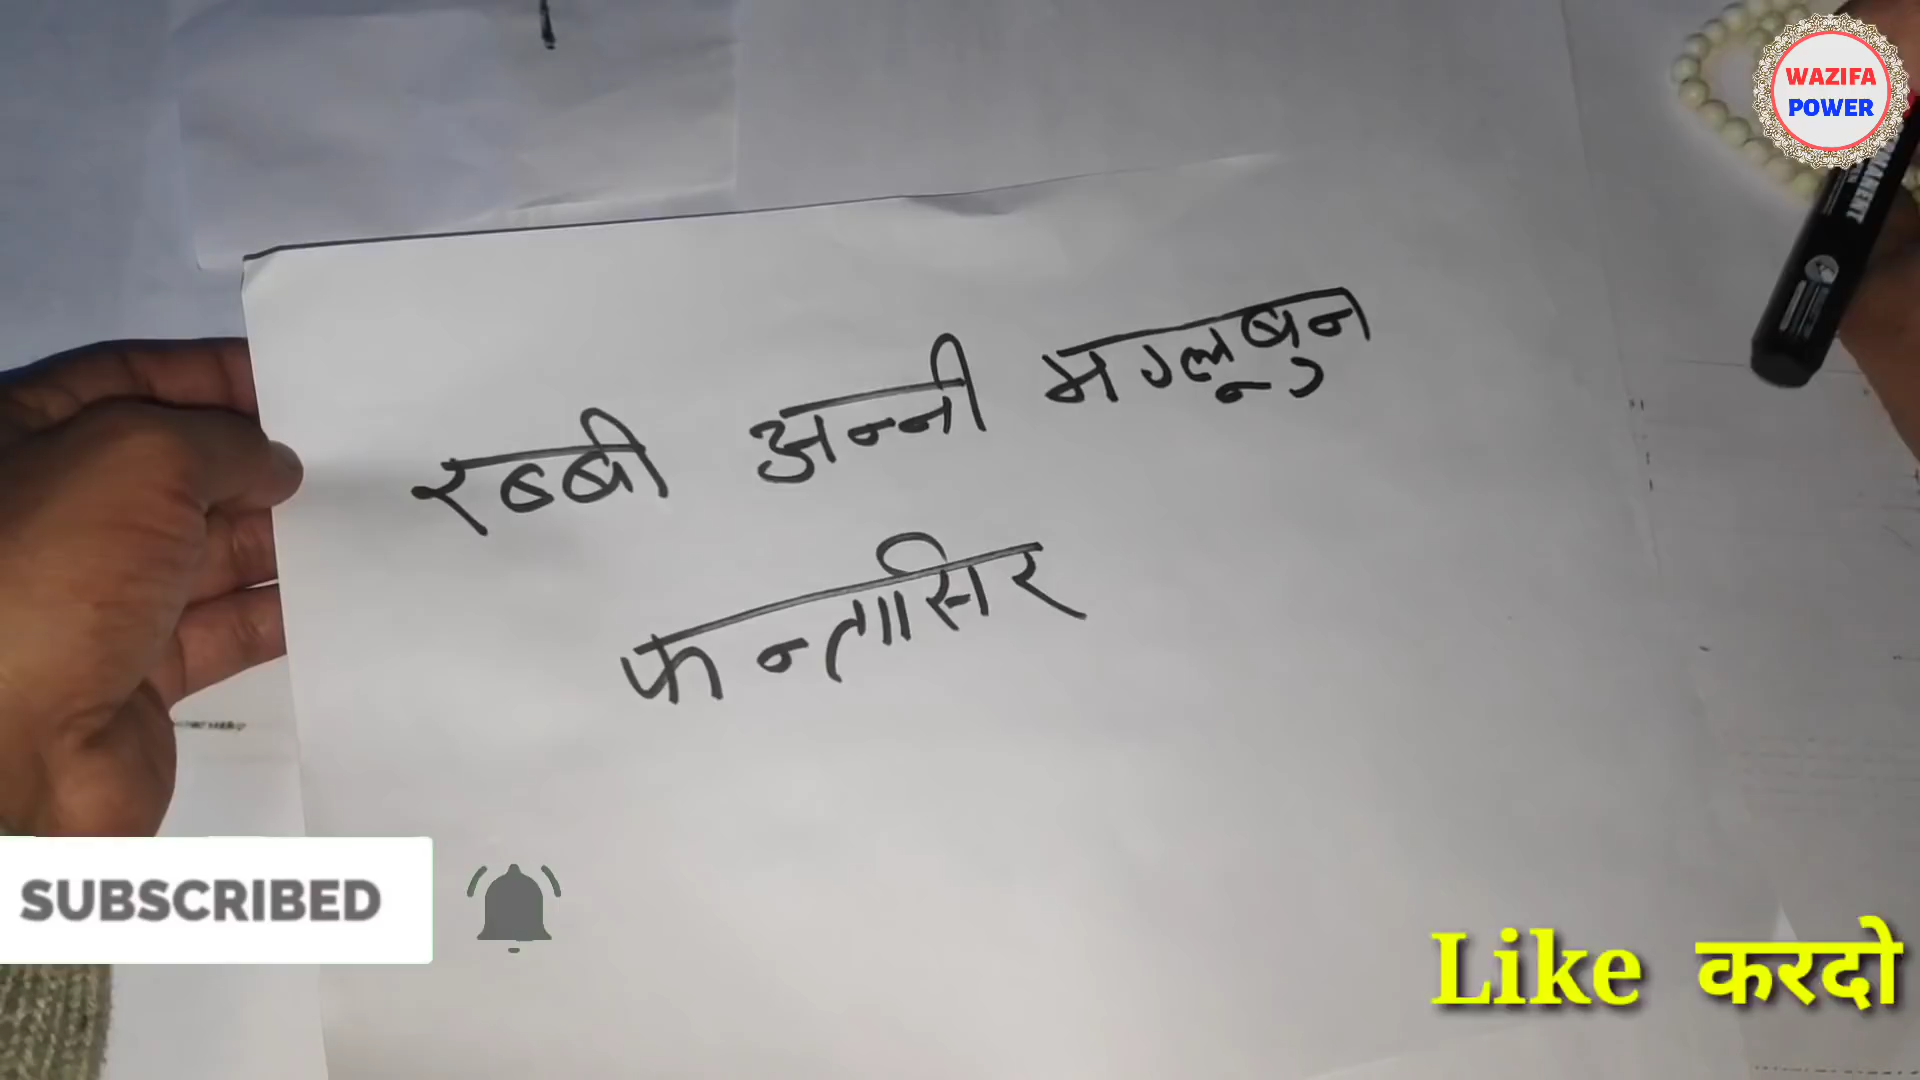 WAZIFA
POWER
रब्बी अन्नी मग्लूबुन
फन्तासिर
SUBSCRIBED
Like करदो